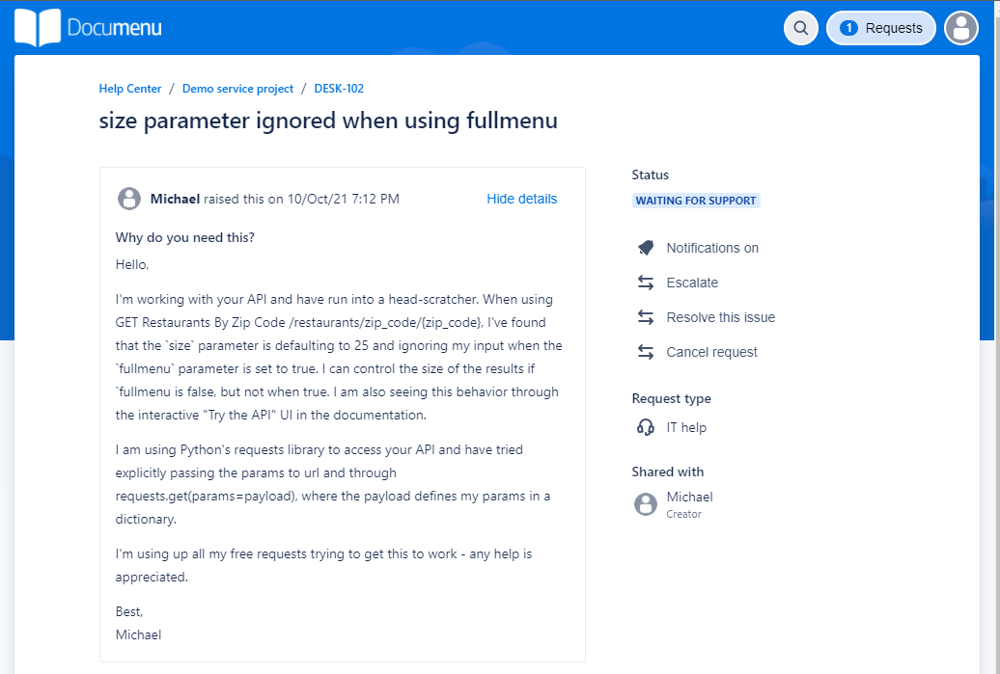 Documenu
1 Requests
Help Center / Demo service project / DESK-102
size parameter ignored when using fullmenu
Michael raised this on 10/Oct/21 7:12 PM
Hide details
Why do you need this?
Hello,
I'm working with your API and have run into a head-scratcher. When using
GET Restaurants By Zip Code /restaurants/zip_code/{zip_code}, I've found
that the `size` parameter is defaulting to 25 and ignoring my input when the
`fullmenu` parameter is set to true. I can control the size of the results if
`fullmenu is false, but not when true. I am also seeing this behavior through
the interactive "Try the API" UI in the documentation.
I am using Python's requests library to access your API and have tried
explicitly passing the params to url and through
requests.get(params=payload), where the payload defines my params in a
dictionary.
I'm using up all my free requests trying to get this to work - any help is
appreciated.
Best,
Michael
Status
WAITING FOR SUPPORT
Notifications on
Escalate
Resolve this issue
Cancel request
Request type
IT help
Shared with
Michael
Creator